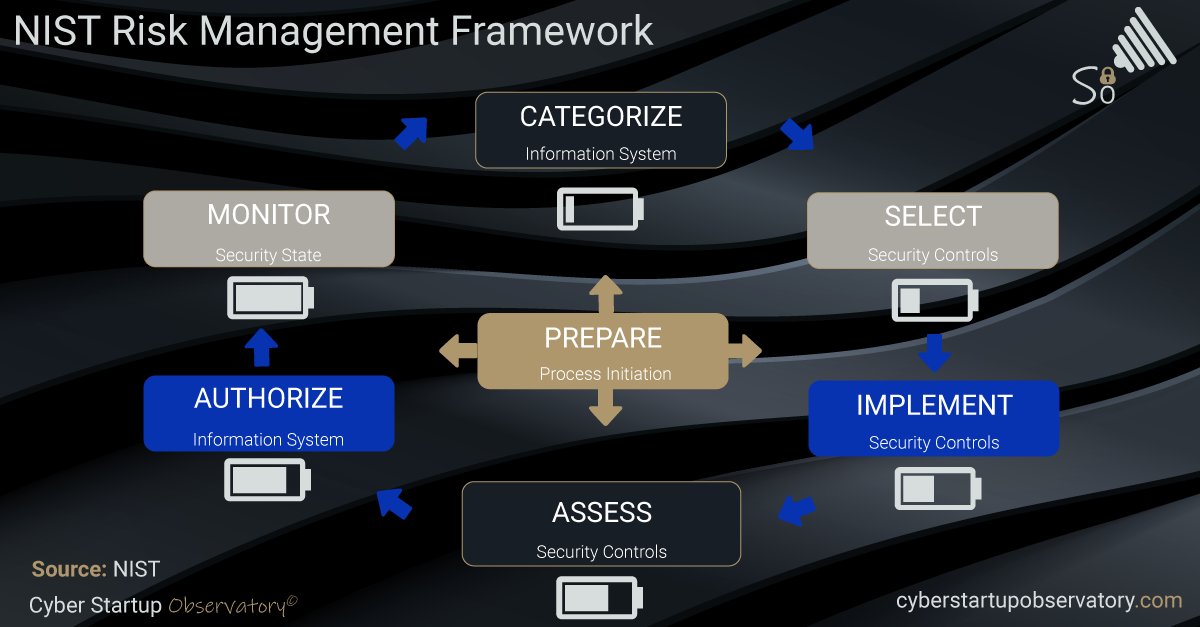 NIST Risk Management Framework
So
CATEGORIZE
Information System
MONITOR
Security State
SELECT
Security Controls
PREPARE
Process Initiation
AUTHORIZE
Information System
IMPLEMENT
Security Controls
ASSESS
Security Controls
Source: NIST
Cyber Startup Observatory©
cyberstartupobservatory.com